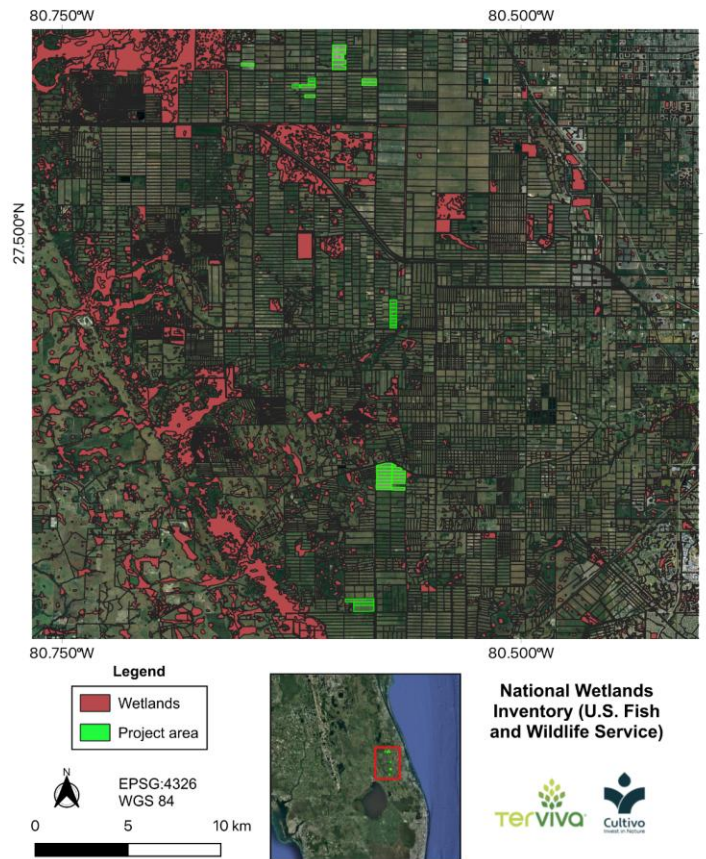 80.750°W 80.500°W
27.500°N
80.750°W 80.500°W
Legend
Wetlands
Project area
N
EPSG:4326
WGS 84
0 5 10 km
National Wetlands
Inventory (U.S. Fish
and Wildlife Service)
TERVIVA
Cultivo
Invest in Nature